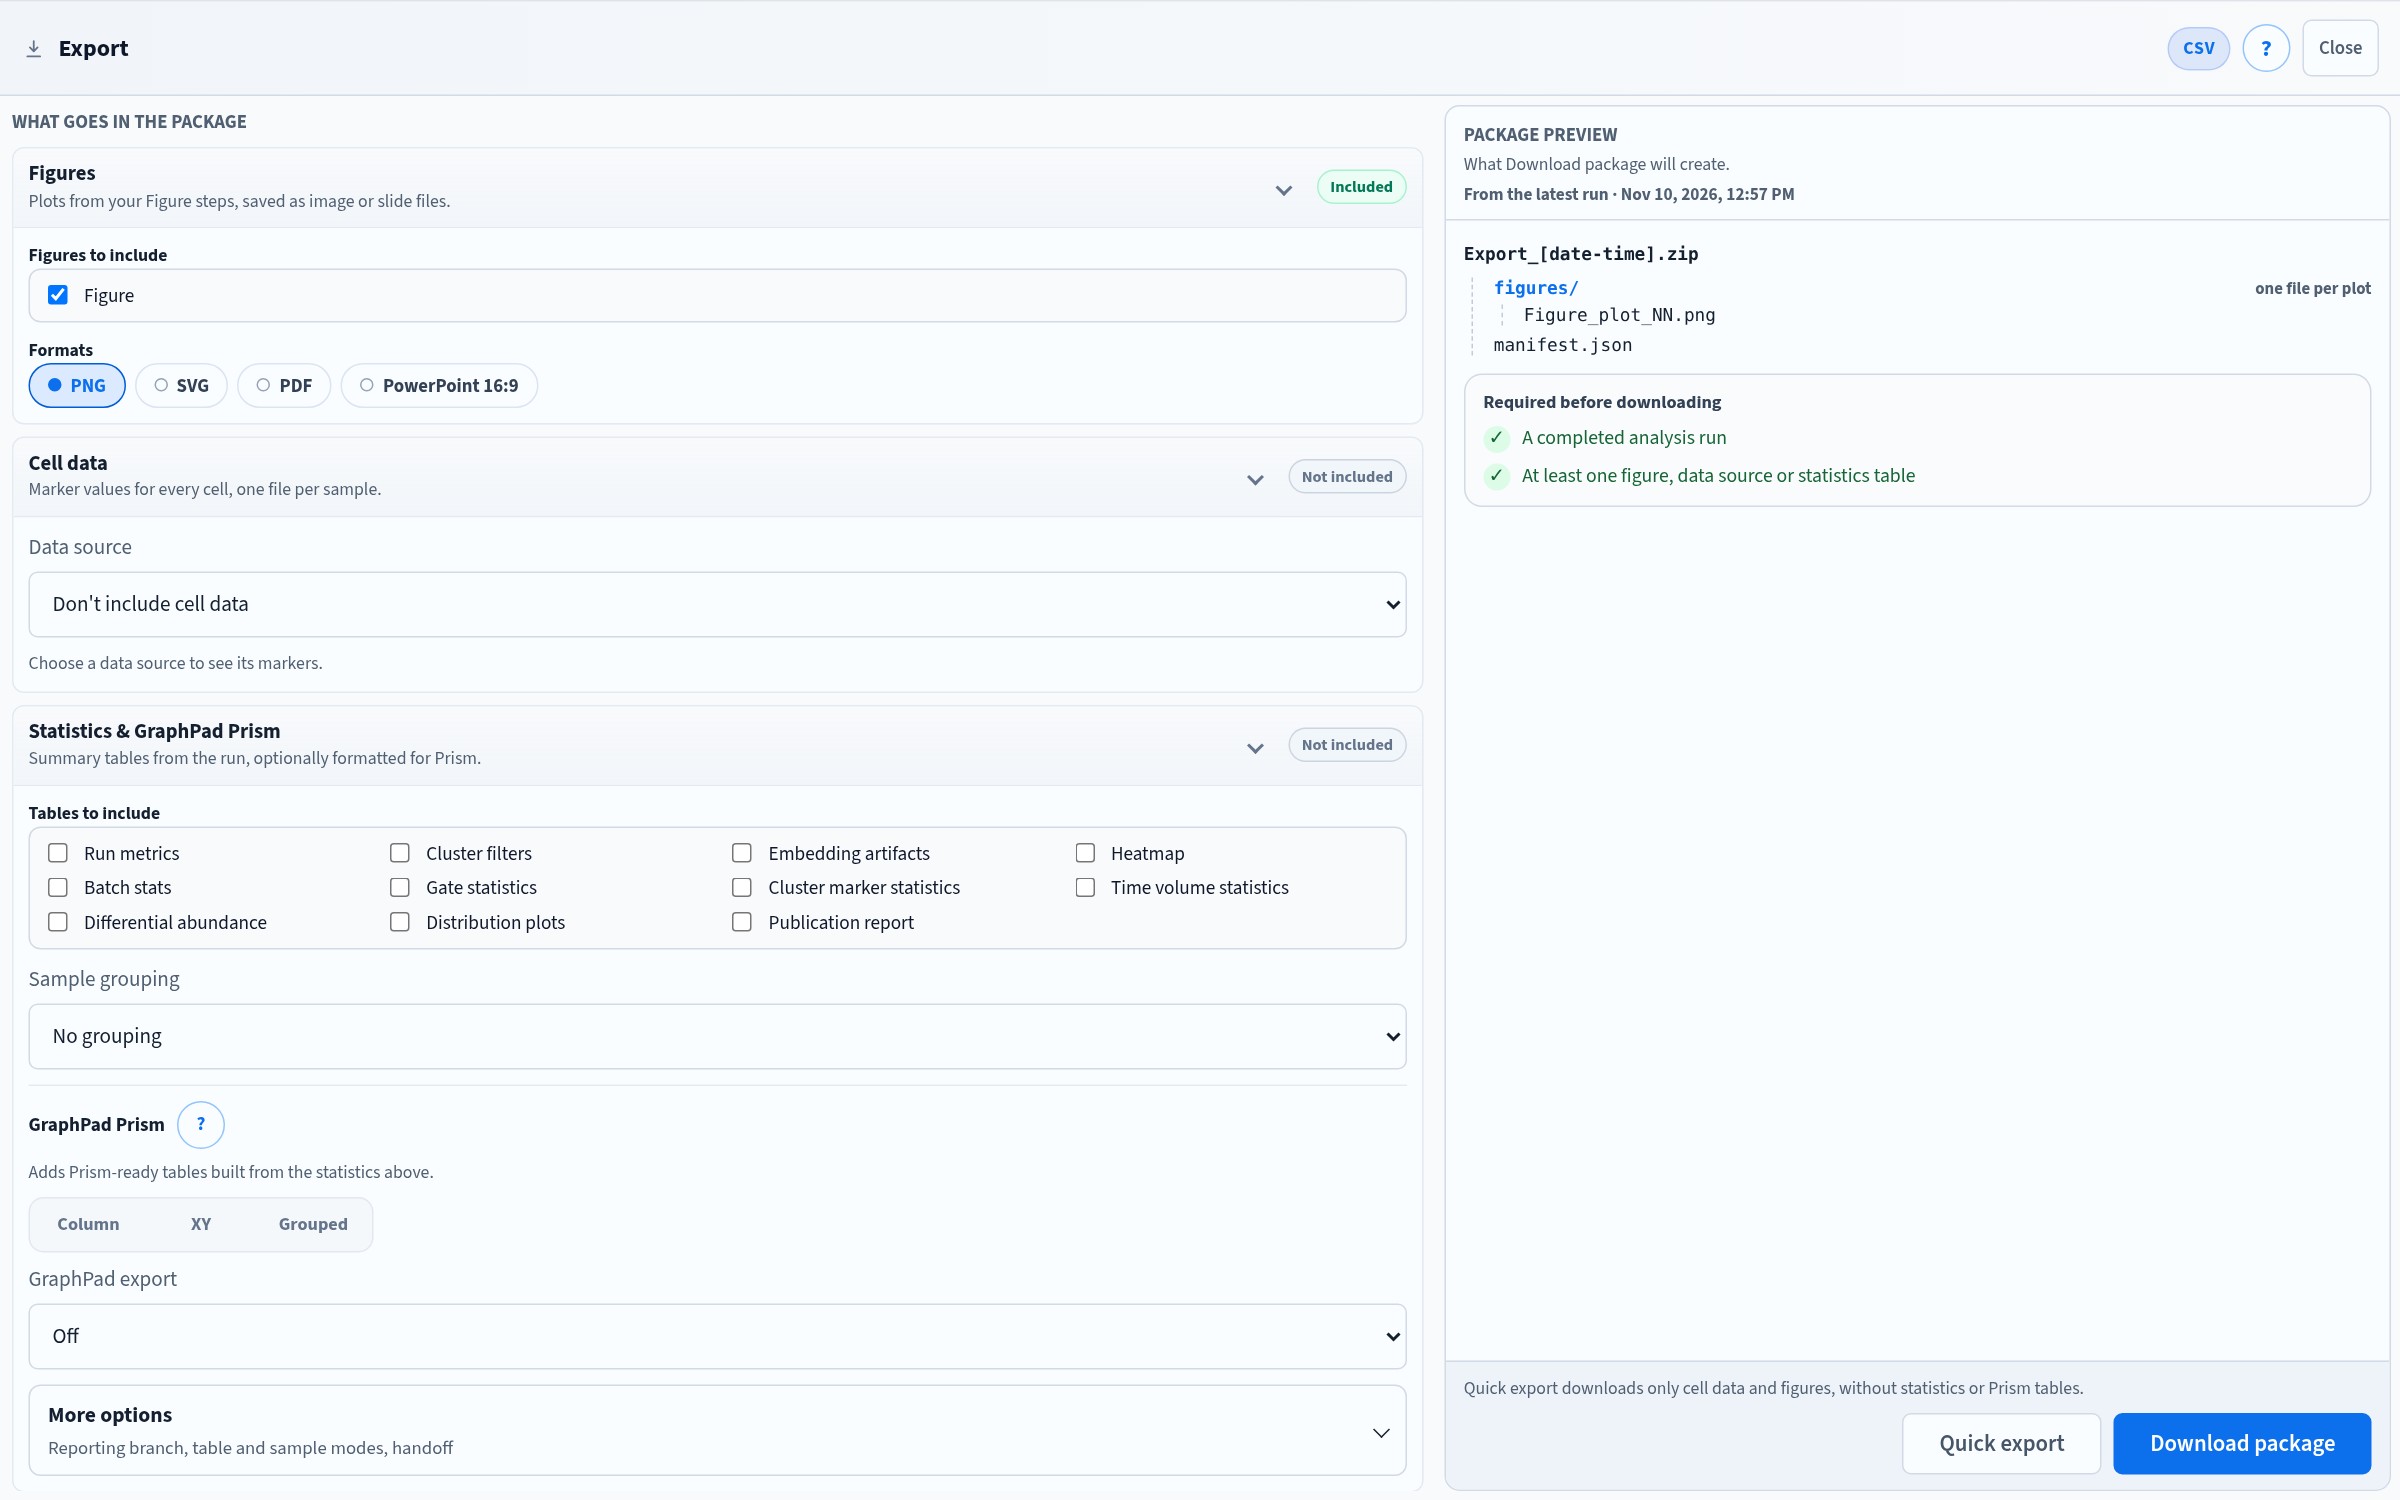 Export
CSV
?
Close
WHAT GOES IN THE PACKAGE
Figures
Plots from your Figure steps, saved as image or slide files.
Included
Figures to include
Figure
Formats
PNG
SVG
PDF
PowerPoint 16:9
Cell data
Marker values for every cell, one file per sample.
Not included
Data source
Don't include cell data
Choose a data source to see its markers.
Statistics & GraphPad Prism
Summary tables from the run, optionally formatted for Prism.
Not included
Tables to include
Run metrics
Cluster filters
Embedding artifacts
Heatmap
Batch stats
Gate statistics
Cluster marker statistics
Time volume statistics
Differential abundance
Distribution plots
Publication report
Sample grouping
No grouping
GraphPad Prism
?
Adds Prism-ready tables built from the statistics above.
Column
XY
Grouped
GraphPad export
Off
More options
Reporting branch, table and sample modes, handoff
PACKAGE PREVIEW
What Download package will create.
From the latest run · Nov 10, 2026, 12:57 PM
Export_[date-time].zip
figures/
one file per plot
Figure_plot_NN.png
manifest.json
Required before downloading
✓ A completed analysis run
✓ At least one figure, data source or statistics table
Quick export downloads only cell data and figures, without statistics or Prism tables.
Quick export
Download package